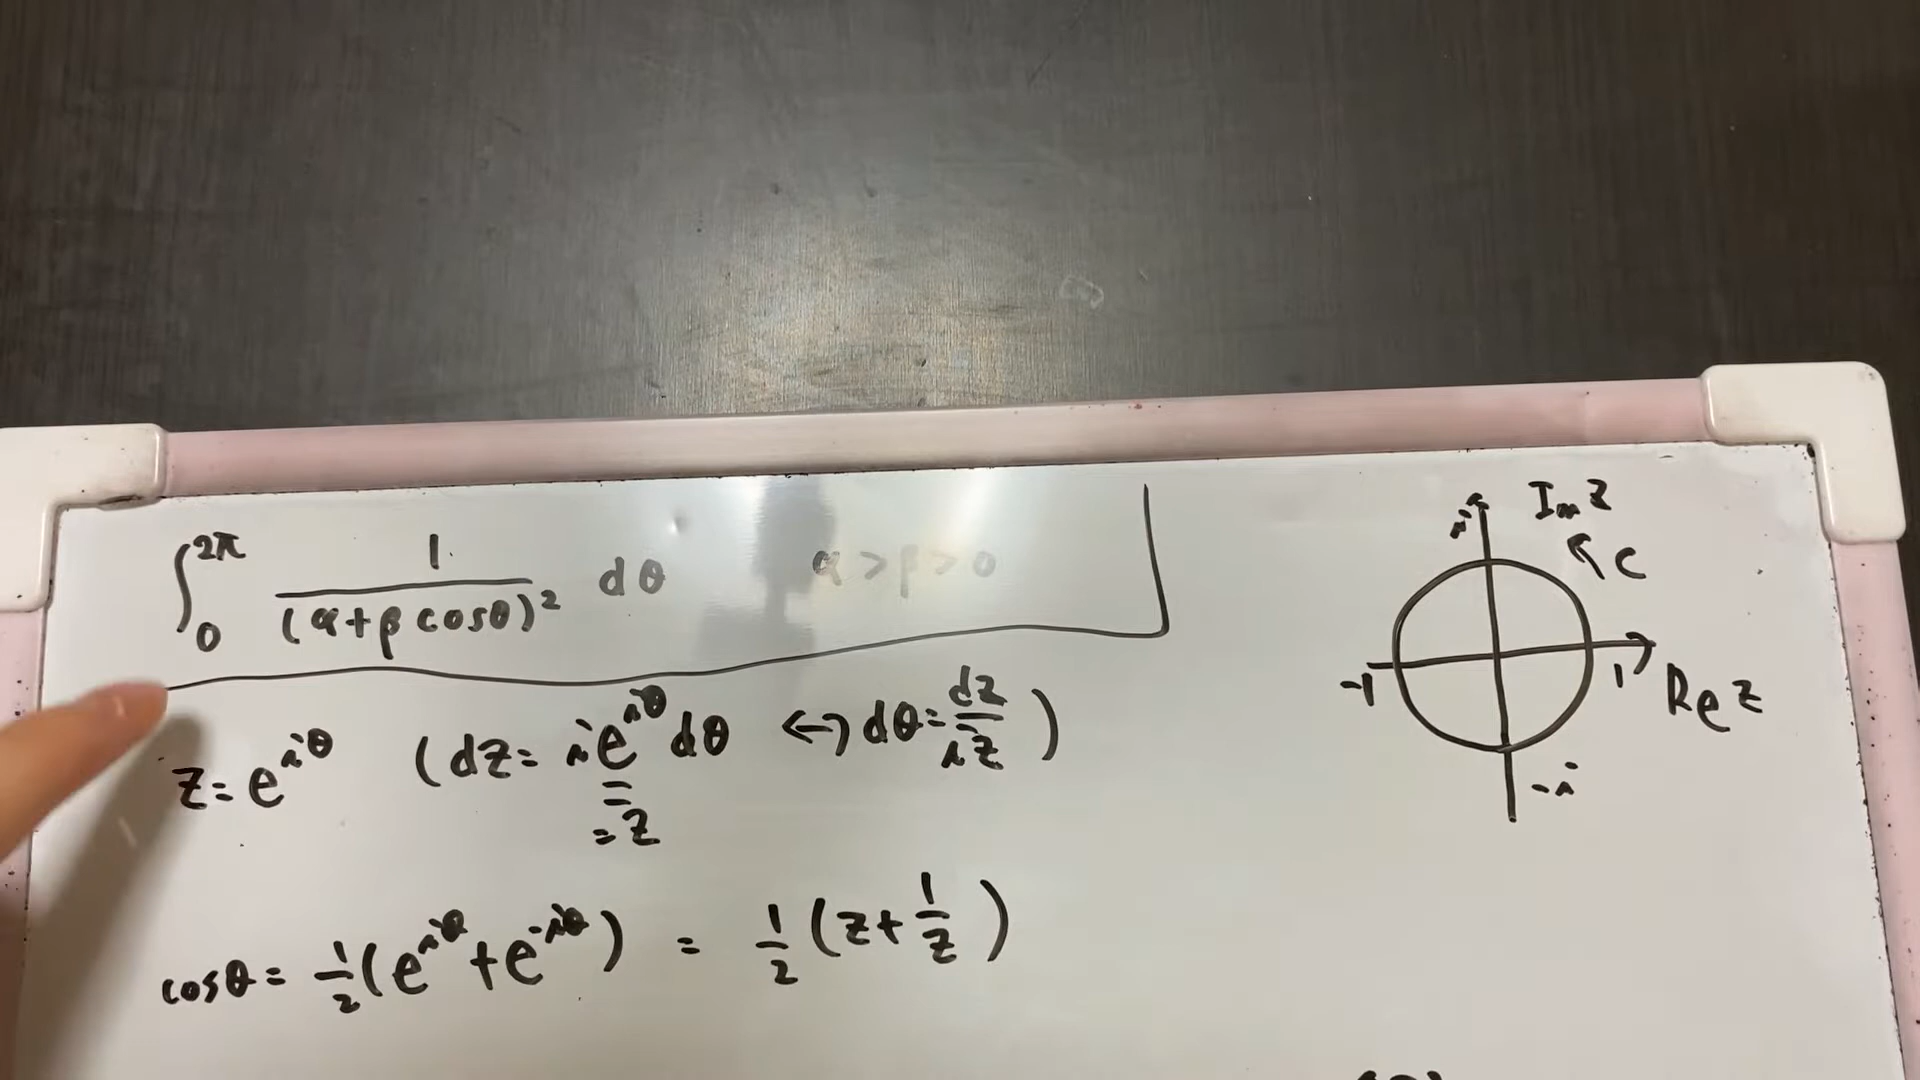 ∫₀^{2π} 1/(α+β cosθ)² dθ α>β>0
z=e^{iθ} (dz= ie^{iθ}dθ ↔ dθ= dz/iz )
=z
cosθ= 1/2(e^{iθ}+e^{-iθ}) = 1/2(z+1/z)
Im z
i
C
-1
1
Re z
-i